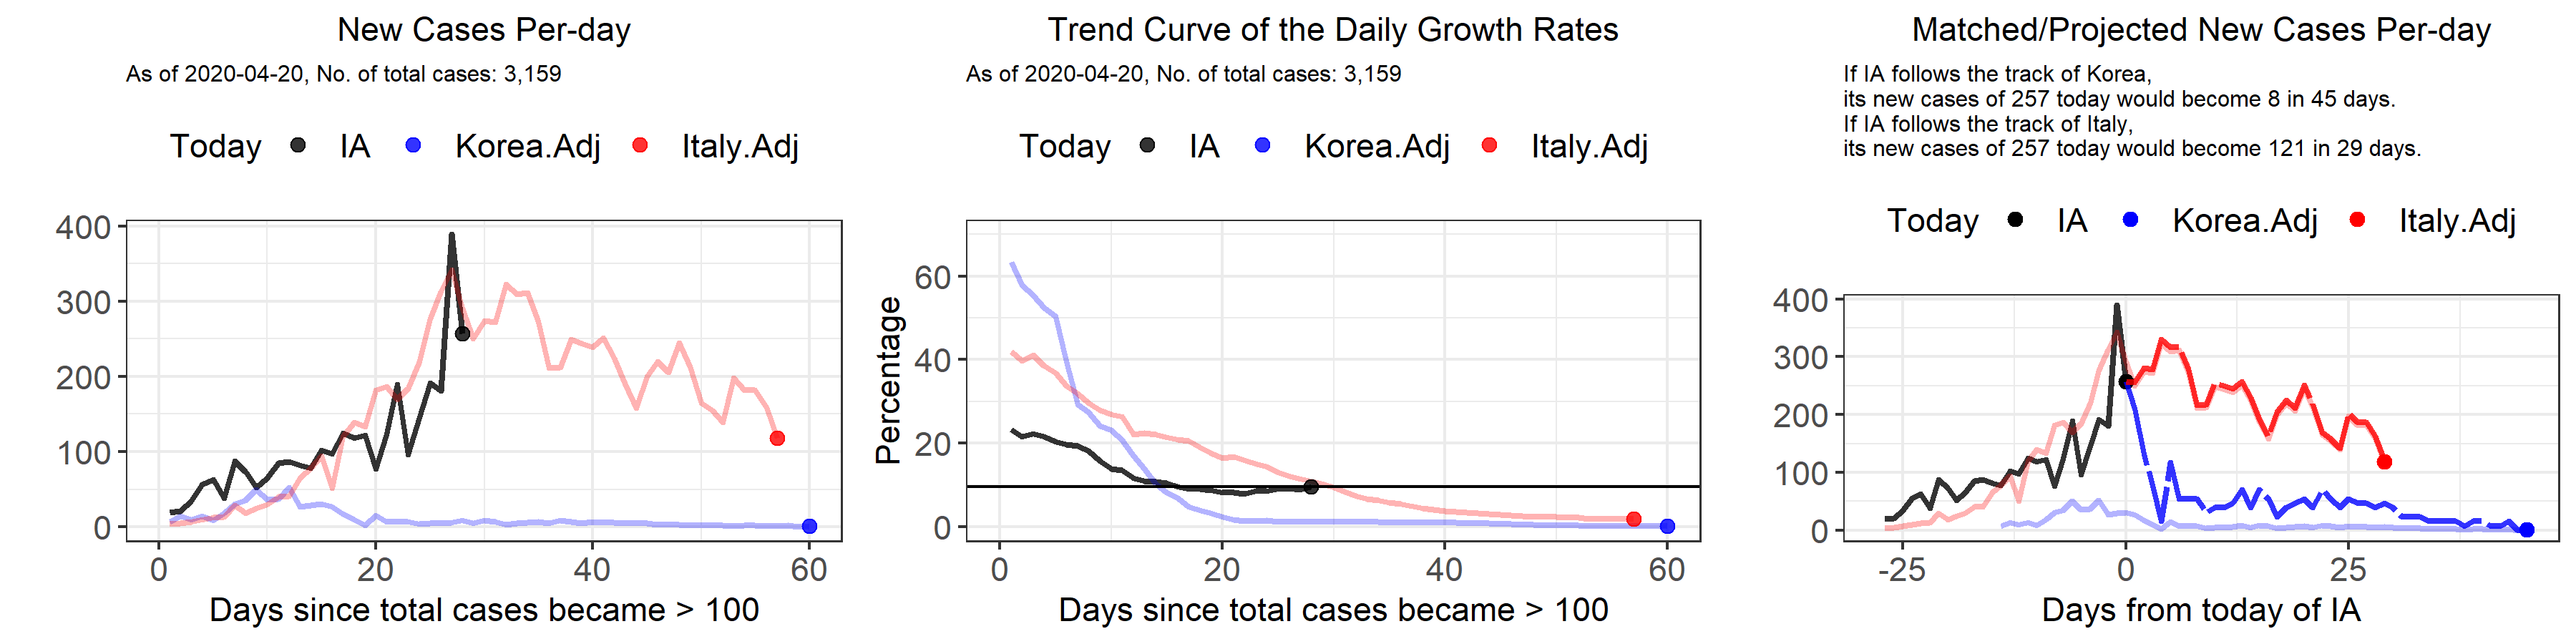 New Cases Per-day
As of 2020-04-20, No. of total cases: 3,159
Today IA Korea.Adj Italy.Adj
400
300
200
100
0
0 20 40 60
Days since total cases became > 100
Trend Curve of the Daily Growth Rates
As of 2020-04-20, No. of total cases: 3,159
Today IA Korea.Adj Italy.Adj
Percentage
60
40
20
0
0 20 40 60
Days since total cases became > 100
Matched/Projected New Cases Per-day
If IA follows the track of Korea,
its new cases of 257 today would become 8 in 45 days.
If IA follows the track of Italy,
its new cases of 257 today would become 121 in 29 days.
Today IA Korea.Adj Italy.Adj
400
300
200
100
0
-25 0 25
Days from today of IA